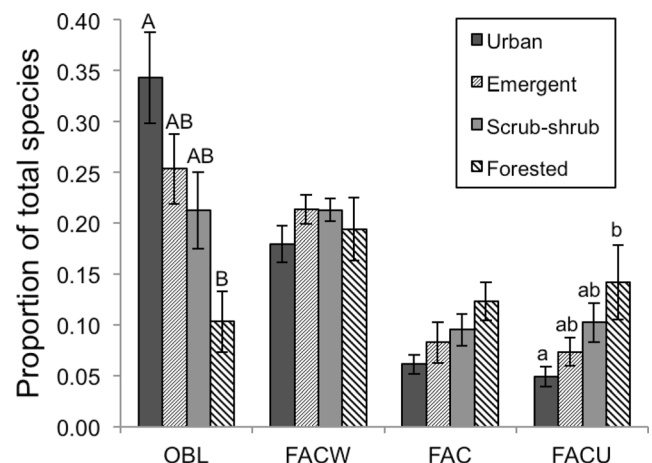 Proportion of total species
0.40
0.35
0.30
0.25
0.20
0.15
0.10
0.05
0.00
A
AB
AB
B
a
ab
ab
b
Urban
Emergent
Scrub-shrub
Forested
OBL
FACW
FAC
FACU